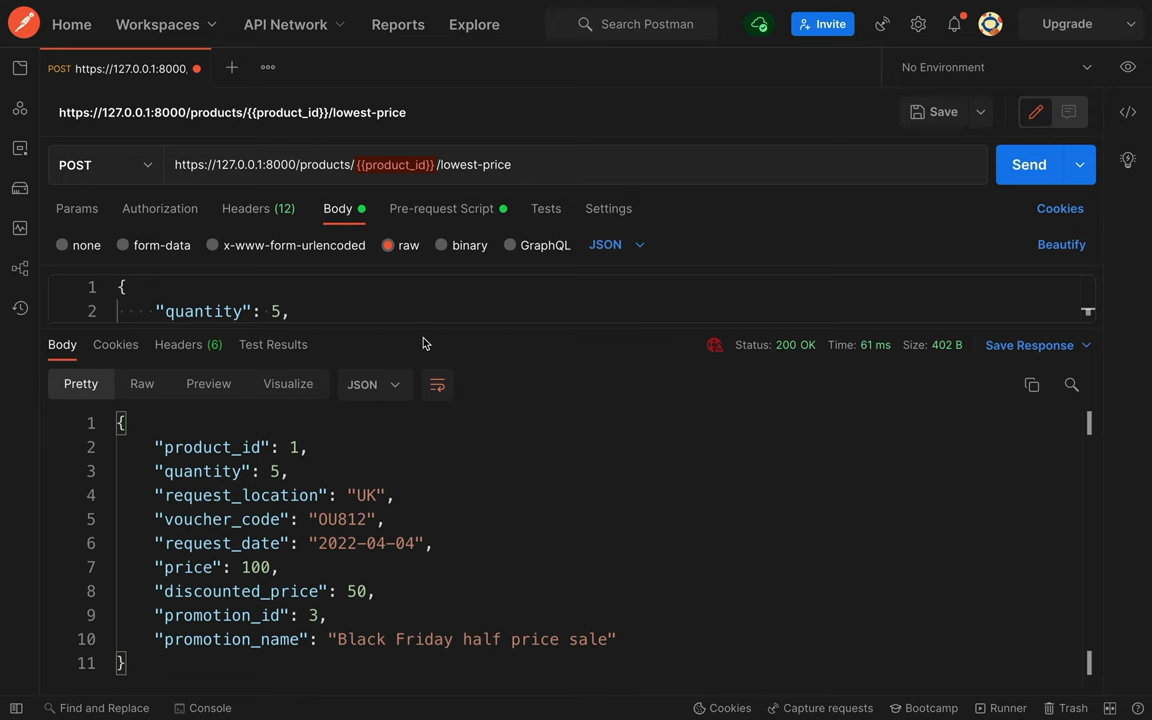 Home Workspaces API Network Reports Explore Search Postman Invite Upgrade
POST https://127.0.0.1:8000, No Environment
https://127.0.0.1:8000/products/{{product_id}}/lowest-price Save
POST https://127.0.0.1:8000/products/{{product_id}}/lowest-price Send
Params Authorization Headers (12) Body Pre-request Script Tests Settings Cookies
none form-data x-www-form-urlencoded raw binary GraphQL JSON Beautify
1 {
2 ····"quantity": 5,
Body Cookies Headers (6) Test Results Status: 200 OK Time: 61 ms Size: 402 B Save Response
Pretty Raw Preview Visualize JSON
1 {
2 "product_id": 1,
3 "quantity": 5,
4 "request_location": "UK",
5 "voucher_code": "OU812",
6 "request_date": "2022-04-04",
7 "price": 100,
8 "discounted_price": 50,
9 "promotion_id": 3,
10 "promotion_name": "Black Friday half price sale"
11 }
Find and Replace Console Cookies Capture requests Bootcamp Runner Trash